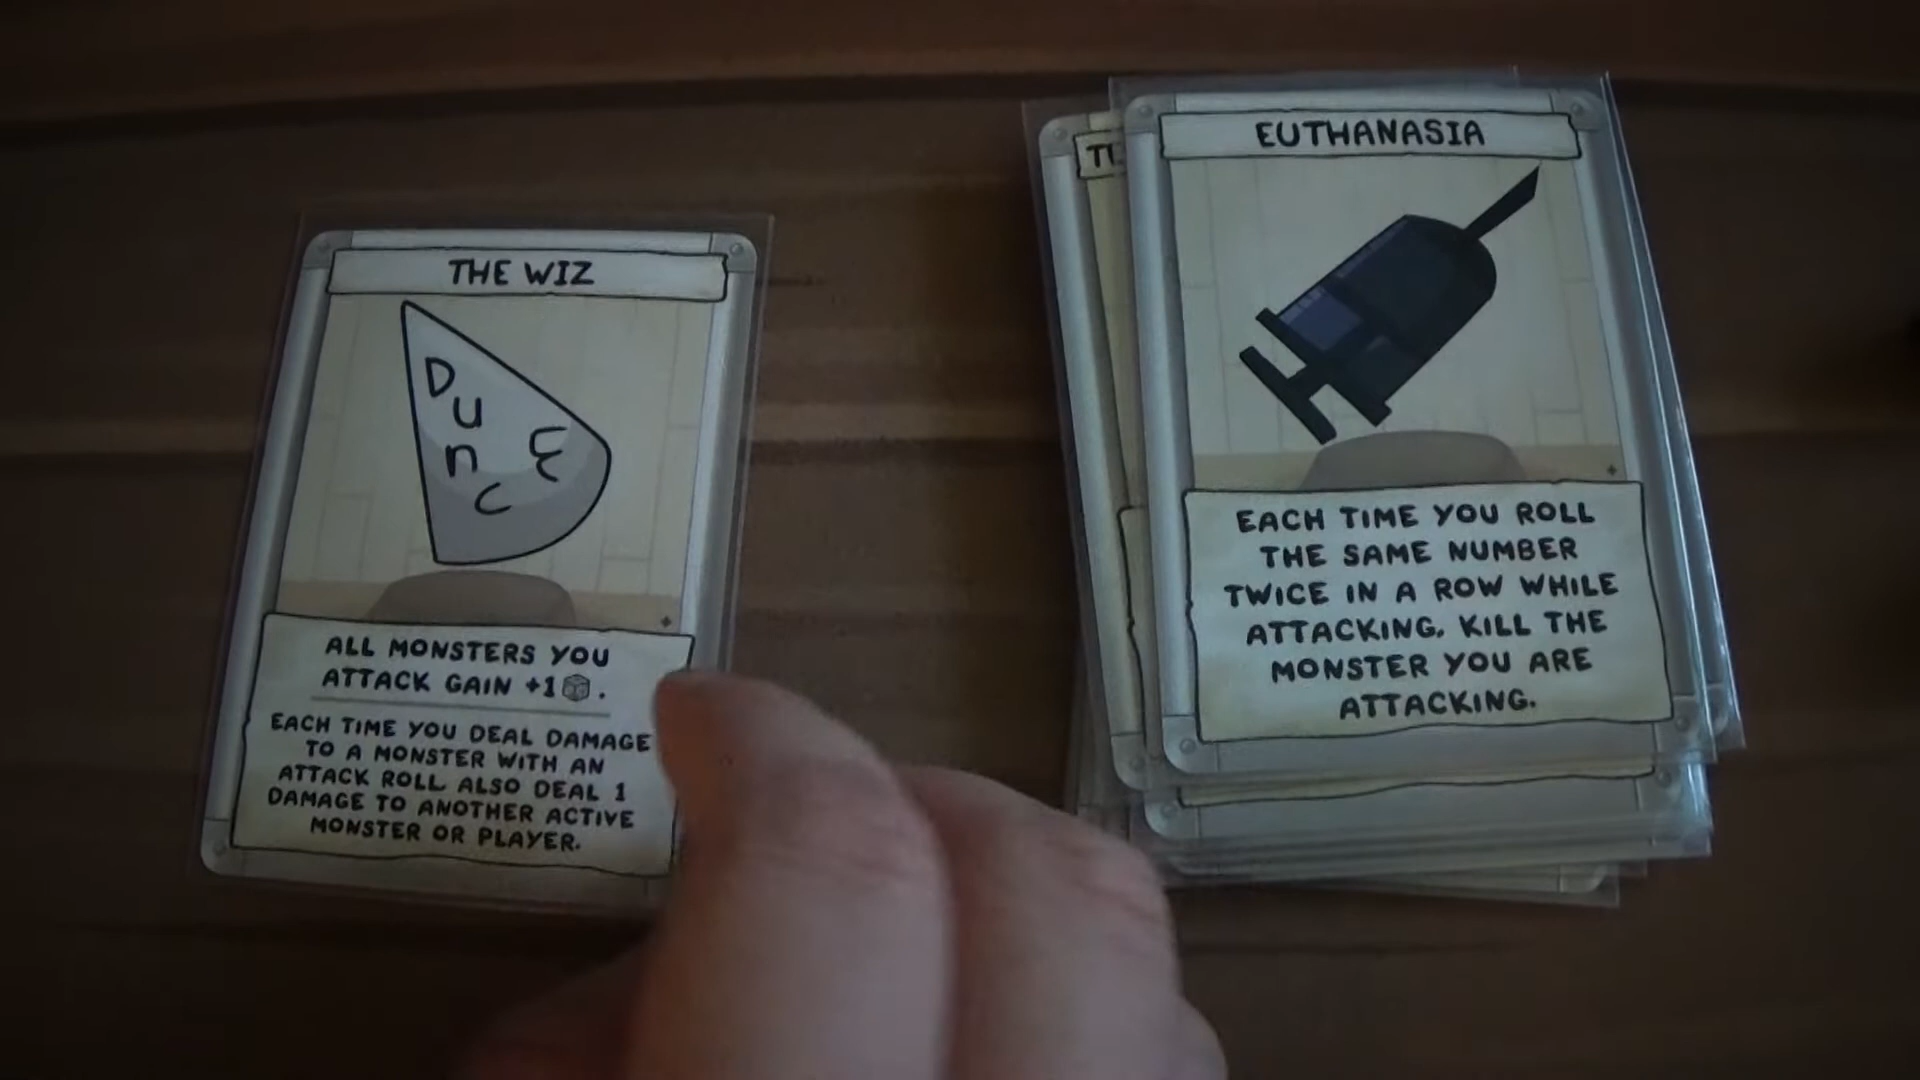 THE WIZ
DUNCE
ALL MONSTERS YOU
ATTACK GAIN +1.
EACH TIME YOU DEAL DAMAGE
TO A MONSTER WITH AN
ATTACK ROLL, ALSO DEAL 1
DAMAGE TO ANOTHER ACTIVE
MONSTER OR PLAYER.
EUTHANASIA
EACH TIME YOU ROLL
THE SAME NUMBER
TWICE IN A ROW WHILE
ATTACKING, KILL THE
MONSTER YOU ARE
ATTACKING.